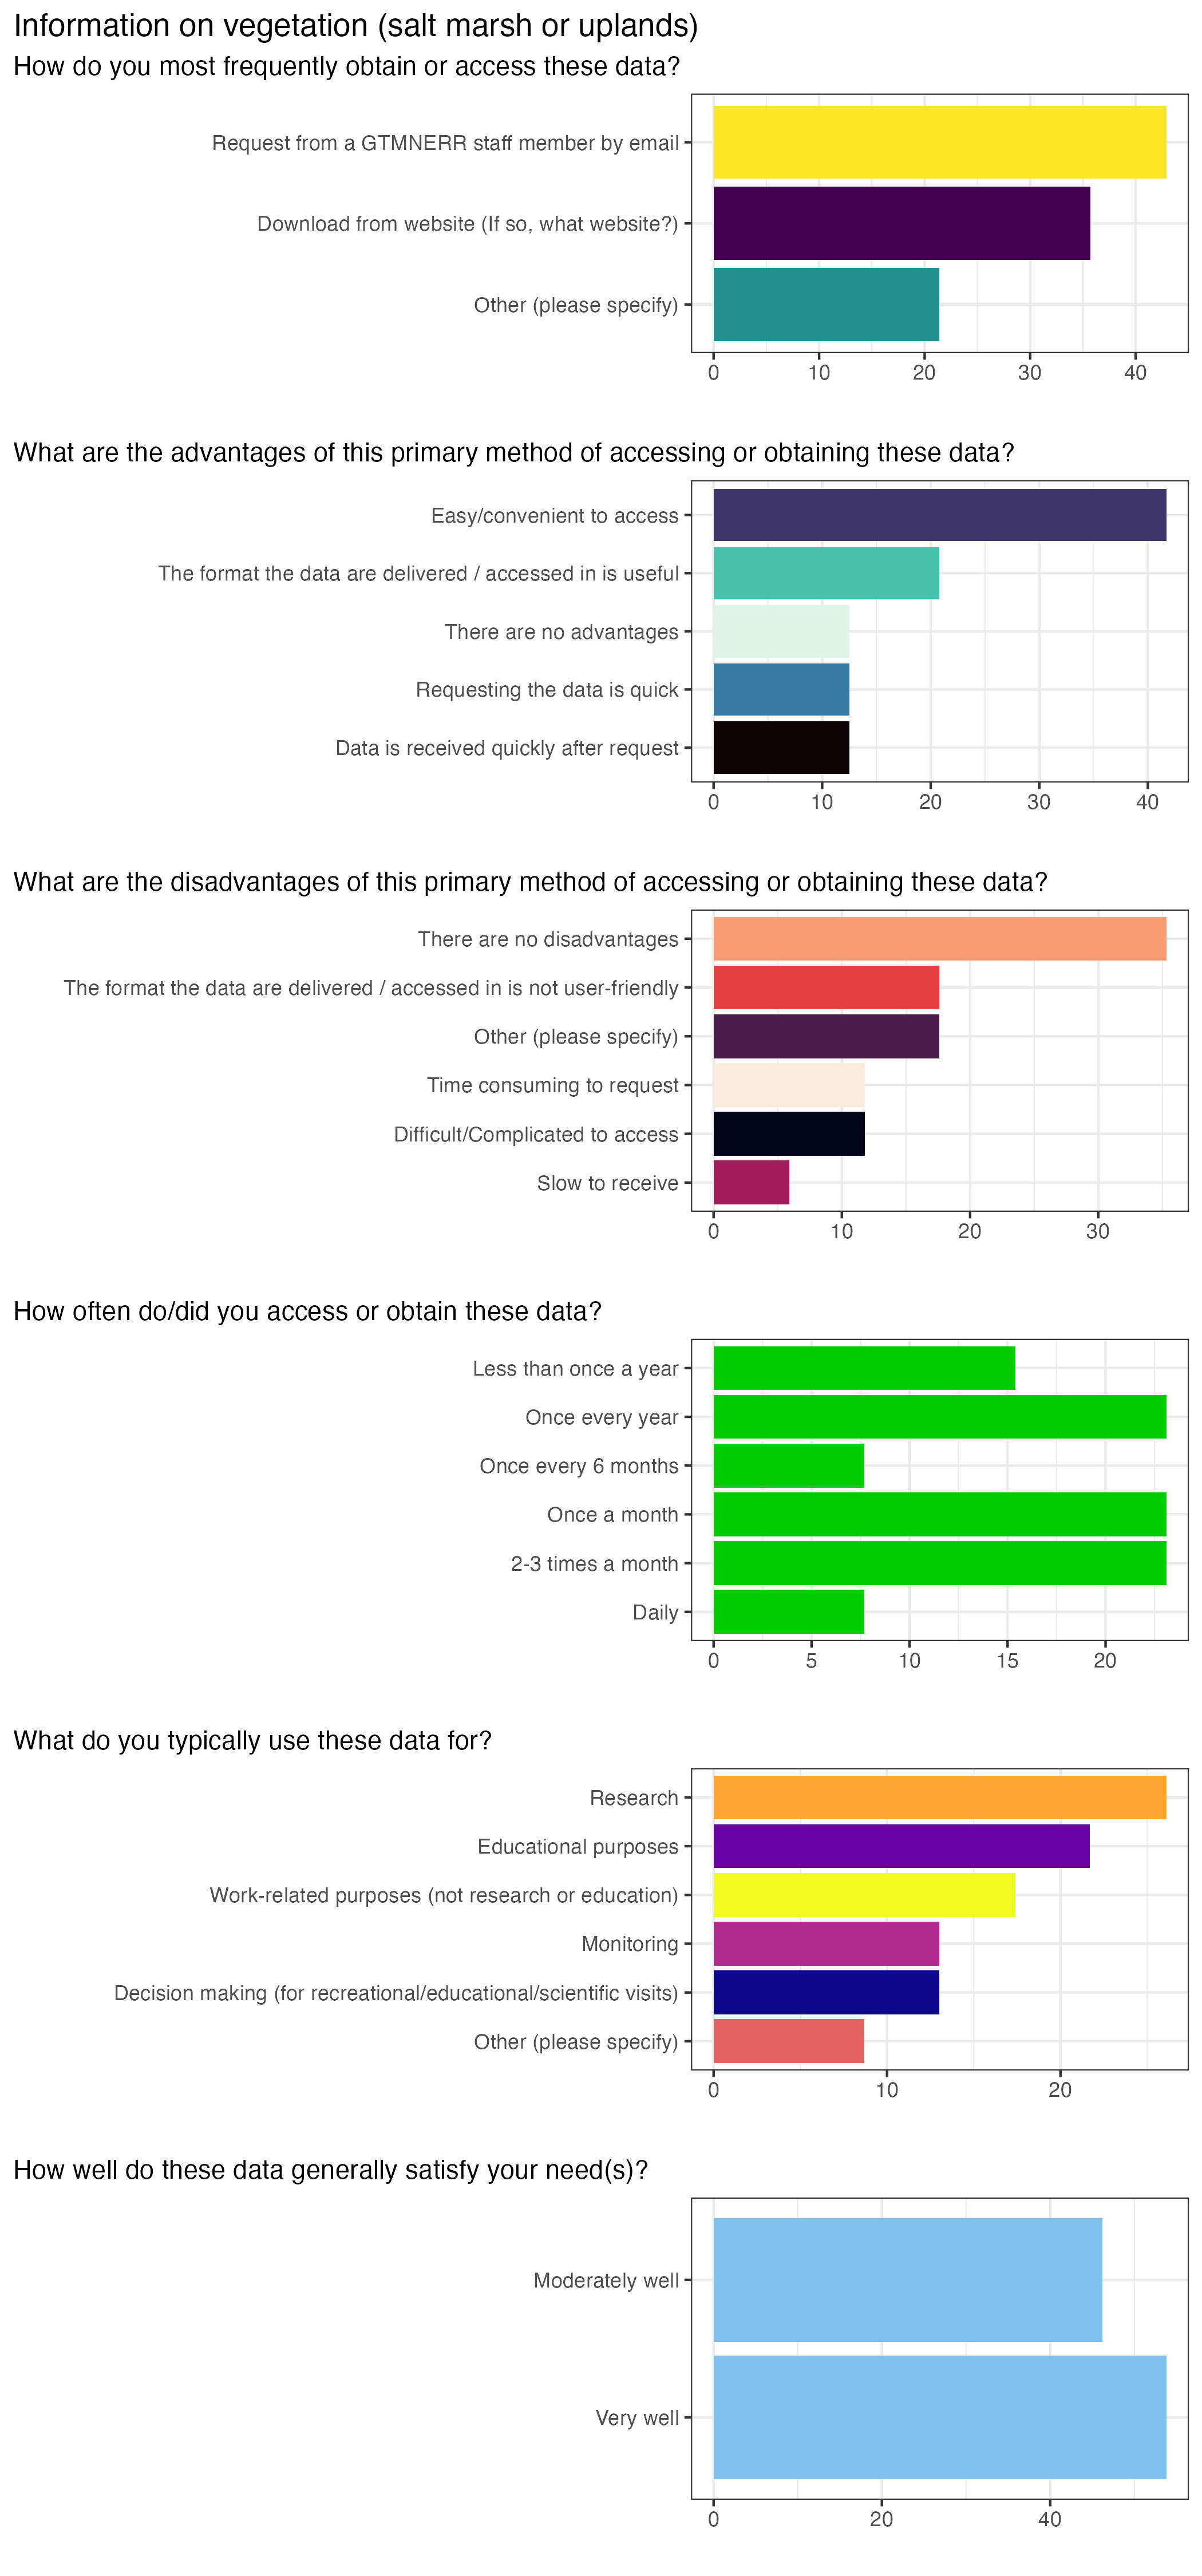 Information on vegetation (salt marsh or uplands)
How do you most frequently obtain or access these data?
Request from a GTMNERR staff member by email
Download from website (If so, what website?)
Other (please specify)
0 10 20 30 40
What are the advantages of this primary method of accessing or obtaining these data?
Easy/convenient to access
The format the data are delivered / accessed in is useful
There are no advantages
Requesting the data is quick
Data is received quickly after request
0 10 20 30 40
What are the disadvantages of this primary method of accessing or obtaining these data?
There are no disadvantages
The format the data are delivered / accessed in is not user-friendly
Other (please specify)
Time consuming to request
Difficult/Complicated to access
Slow to receive
0 10 20 30
How often do/did you access or obtain these data?
Less than once a year
Once every year
Once every 6 months
Once a month
2-3 times a month
Daily
0 5 10 15 20
What do you typically use these data for?
Research
Educational purposes
Work-related purposes (not research or education)
Monitoring
Decision making (for recreational/educational/scientific visits)
Other (please specify)
0 10 20
How well do these data generally satisfy your need(s)?
Moderately well
Very well
0 20 40